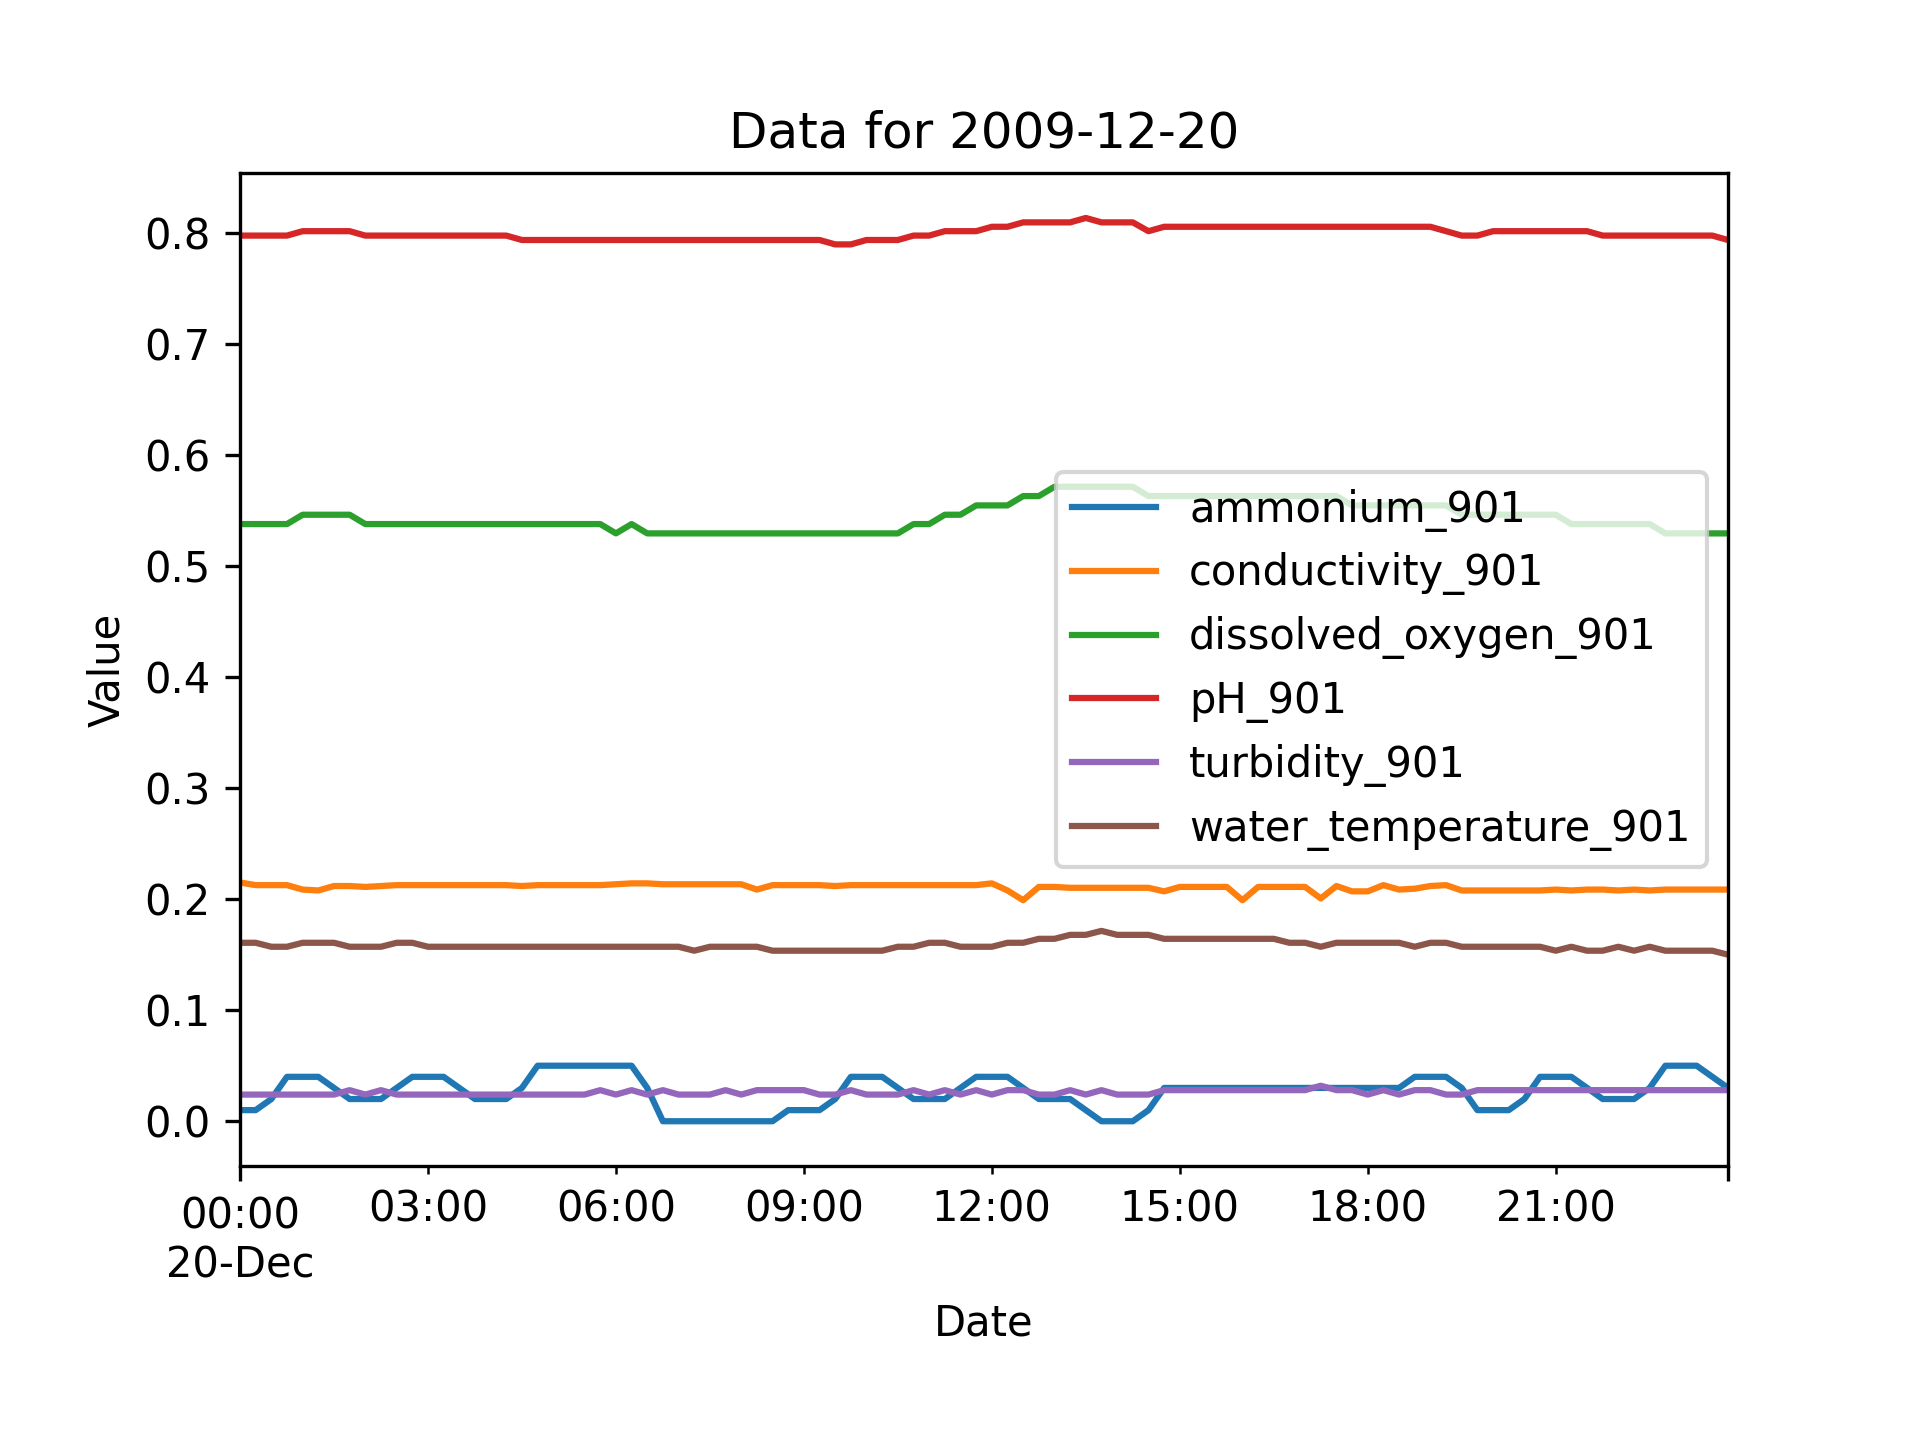 Data for 2009-12-20
0.8
0.7
0.6
0.5
0.4
0.3
0.2
0.1
0.0
Value
ammonium_901
conductivity_901
dissolved_oxygen_901
pH_901
turbidity_901
water_temperature_901
00:00 03:00 06:00 09:00 12:00 15:00 18:00 21:00
20-Dec
Date